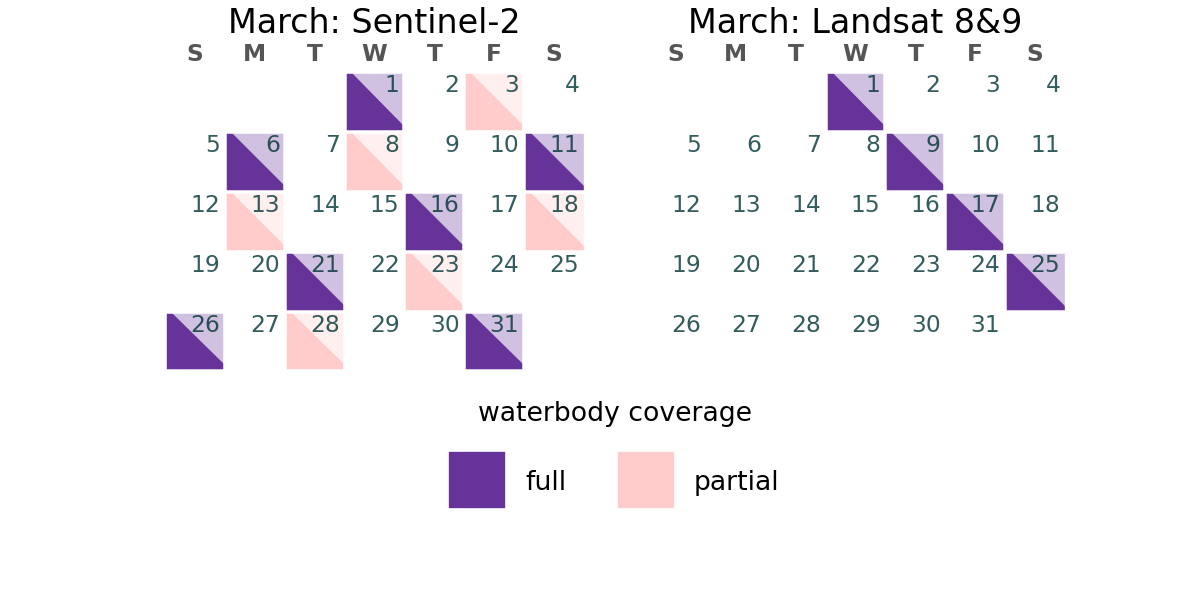 March: Sentinel-2
S M T W T F S
1 2 3 4
5 6 7 8 9 10 11
12 13 14 15 16 17 18
19 20 21 22 23 24 25
26 27 28 29 30 31
March: Landsat 8&9
S M T W T F S
1 2 3 4
5 6 7 8 9 10 11
12 13 14 15 16 17 18
19 20 21 22 23 24 25
26 27 28 29 30 31
waterbody coverage
full partial